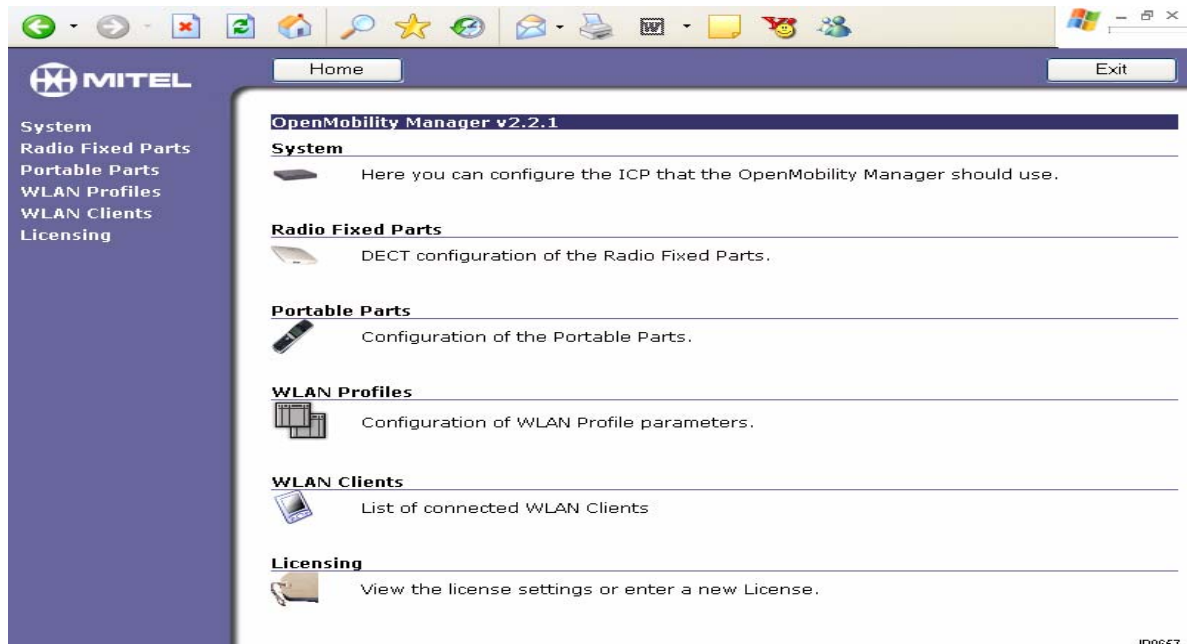 MITEL
Home
Exit
System
Radio Fixed Parts
Portable Parts
WLAN Profiles
WLAN Clients
Licensing
OpenMobility Manager v2.2.1
System
Here you can configure the ICP that the OpenMobility Manager should use.
Radio Fixed Parts
DECT configuration of the Radio Fixed Parts.
Portable Parts
Configuration of the Portable Parts.
WLAN Profiles
Configuration of WLAN Profile parameters.
WLAN Clients
List of connected WLAN Clients
Licensing
View the license settings or enter a new License.